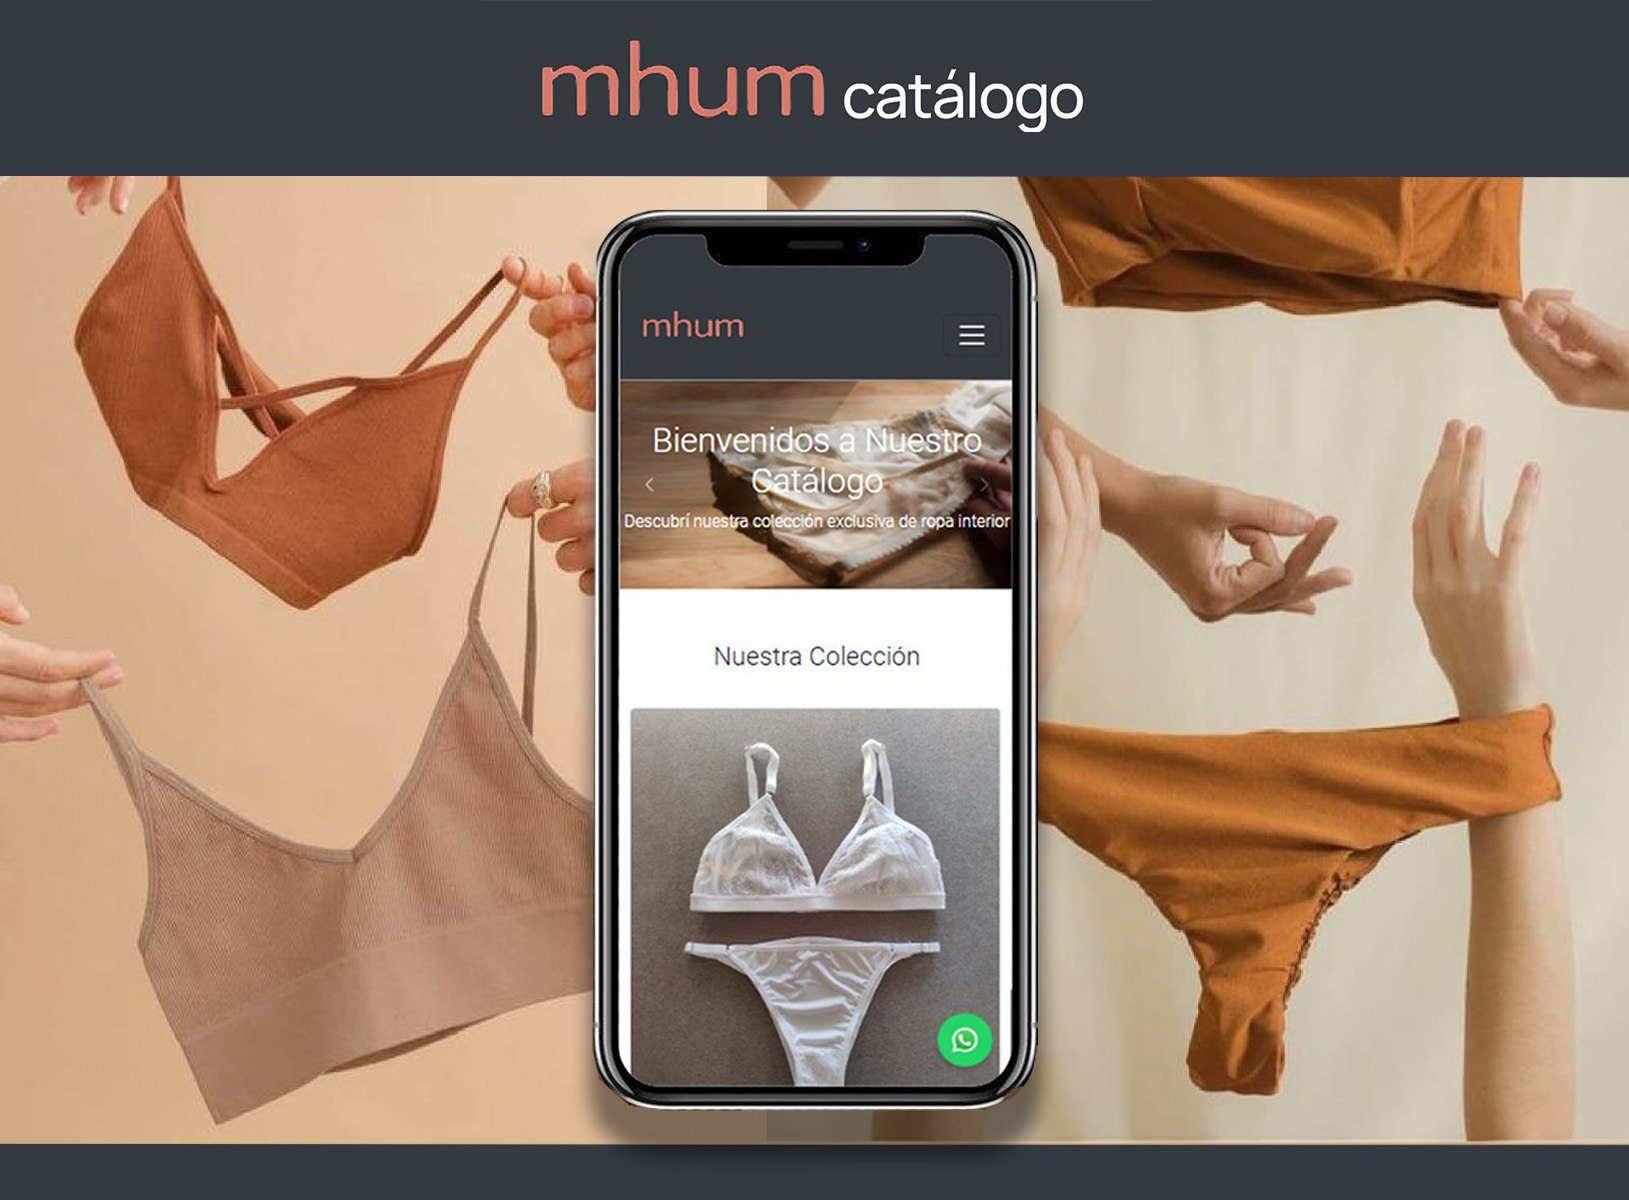 mhum catálogo
mhum
Bienvenidos a Nuestro
Catálogo
Descubrí nuestra colección exclusiva de ropa interior
Nuestra Colección